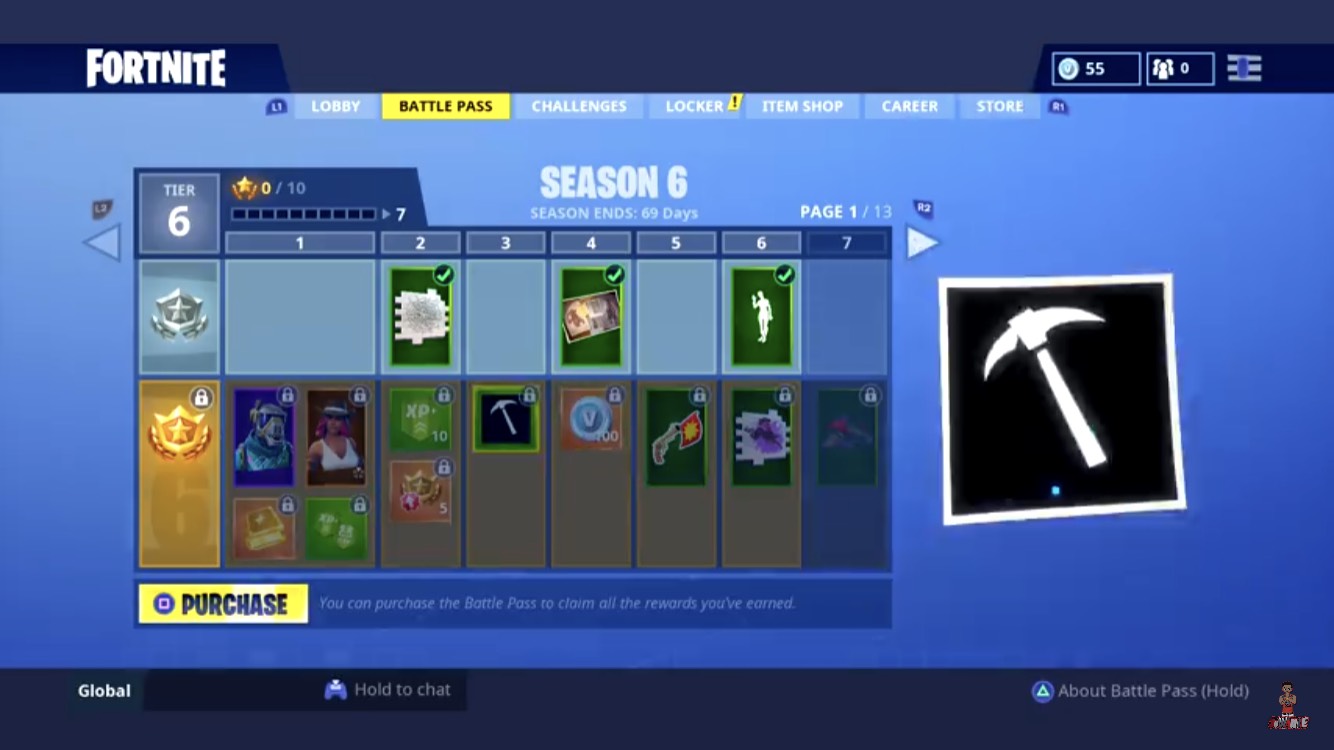 FORTNITE
55
0
L1 LOBBY BATTLE PASS CHALLENGES LOCKER ! ITEM SHOP CAREER STORE R1
TIER
6
0 / 10
7
SEASON 6
SEASON ENDS: 69 Days
PAGE 1 / 13
L2
R2
1 2 3 4 5 6 7
XP+
10
V
100
XP+
5
6
PURCHASE
You can purchase the Battle Pass to claim all the rewards you've earned.
Global
Hold to chat
About Battle Pass (Hold)